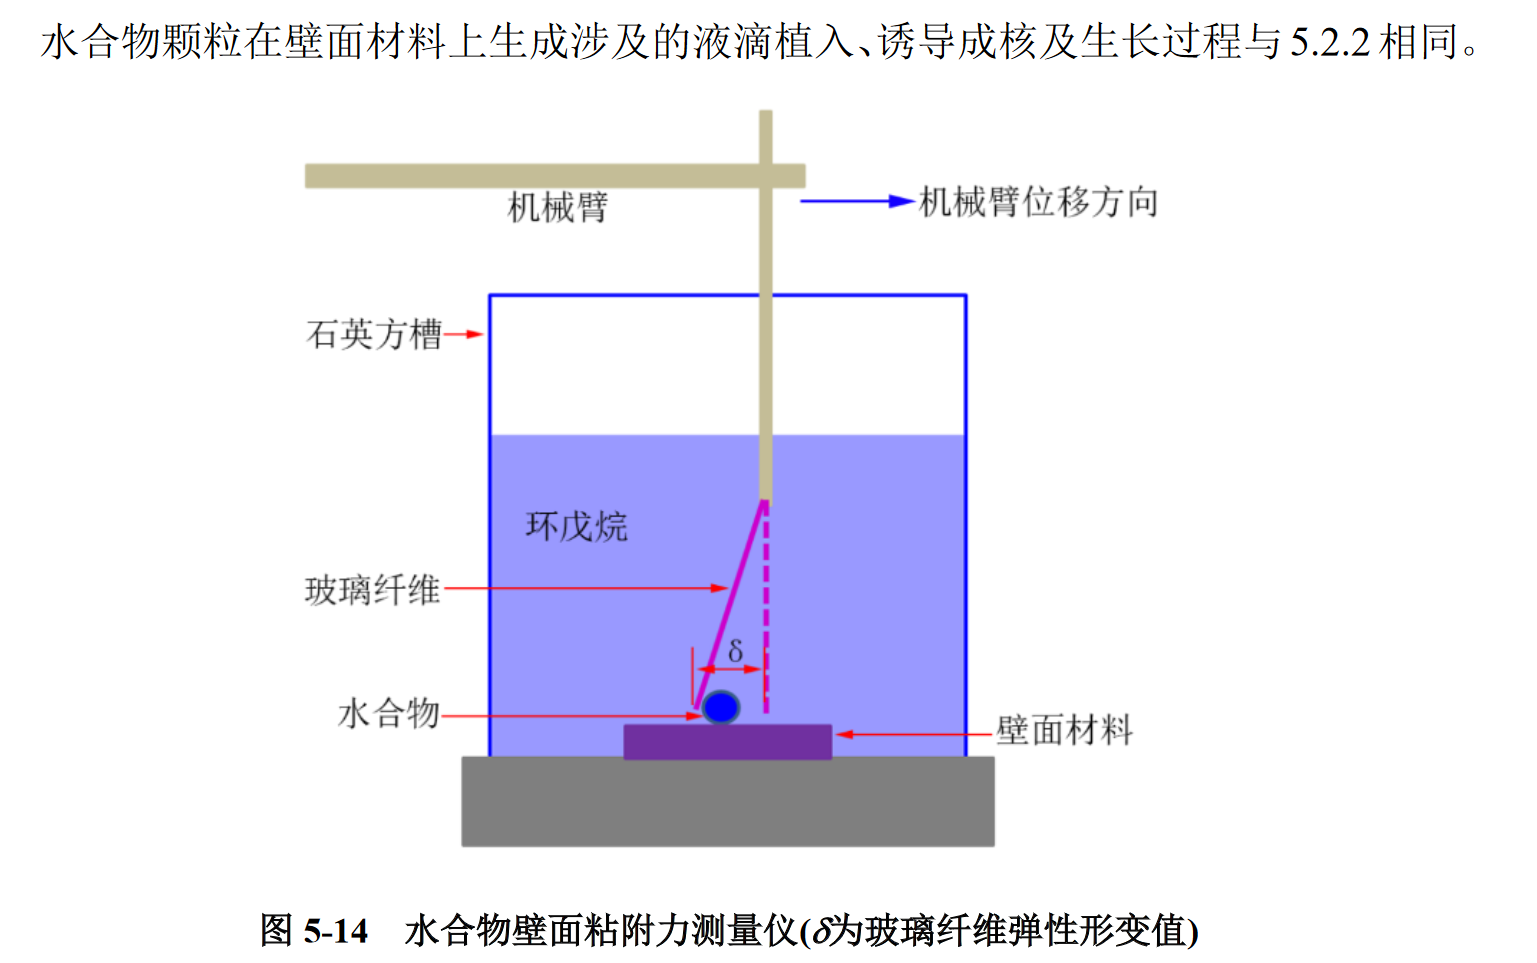 水合物颗粒在壁面材料上生成涉及的液滴植入、诱导成核及生长过程与 5.2.2 相同。
机械臂
机械臂位移方向
石英方槽
环戊烷
玻璃纤维
δ
水合物
壁面材料
图 5-14 水合物壁面粘附力测量仪(δ为玻璃纤维弹性形变值)